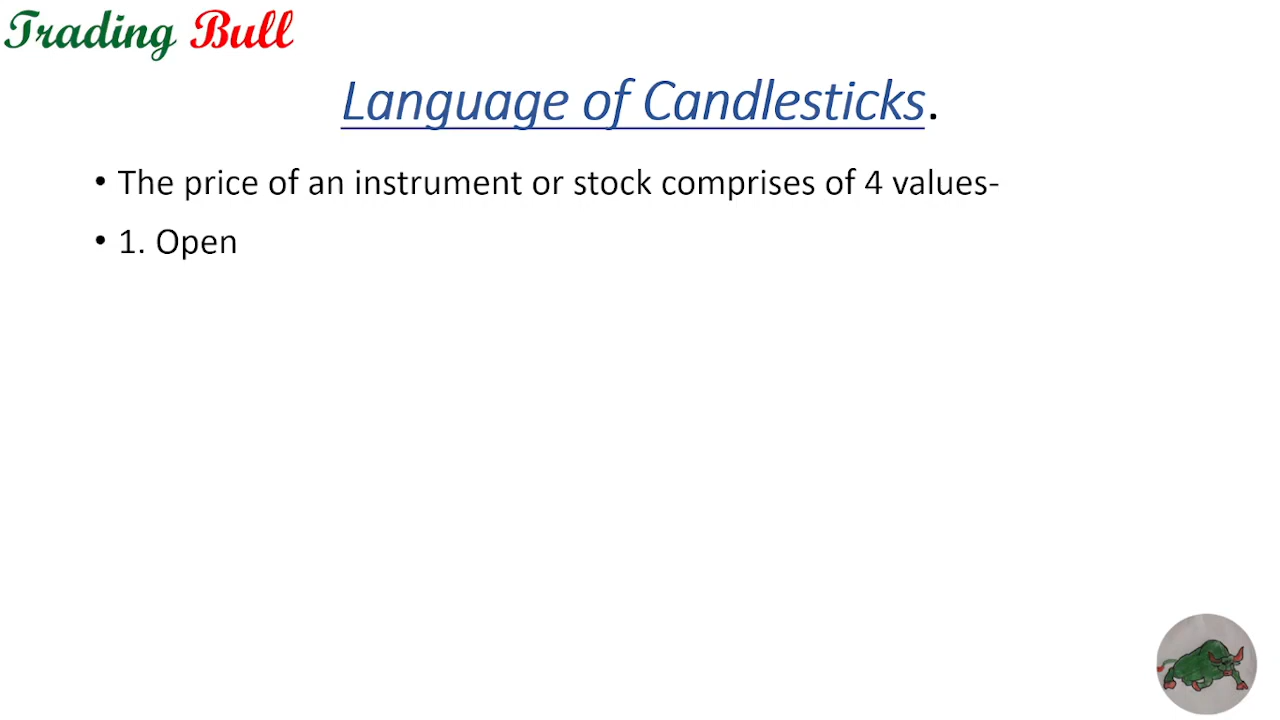 Trading Bull
Language of Candlesticks.
• The price of an instrument or stock comprises of 4 values-
• 1. Open